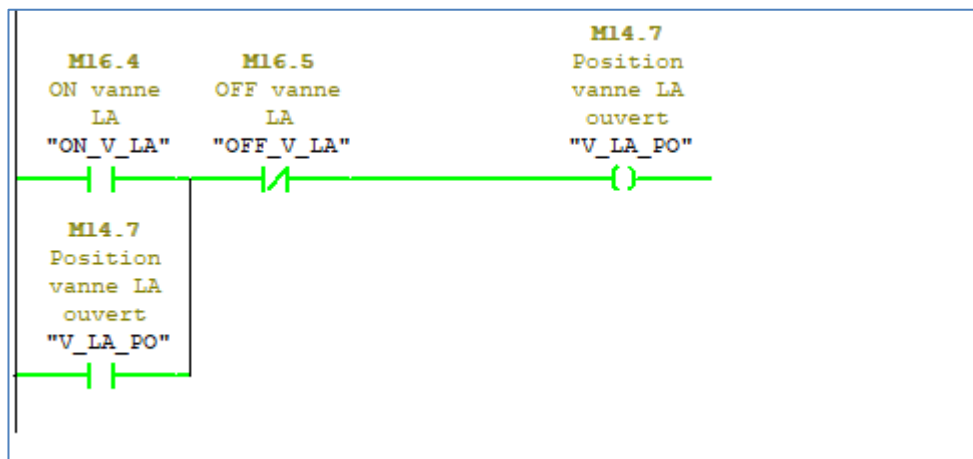 M16.4
ON vanne
LA
"ON_V_LA"
M16.5
OFF vanne
LA
"OFF_V_LA"
M14.7
Position
vanne LA
ouvert
"V_LA_PO"
M14.7
Position
vanne LA
ouvert
"V_LA_PO"